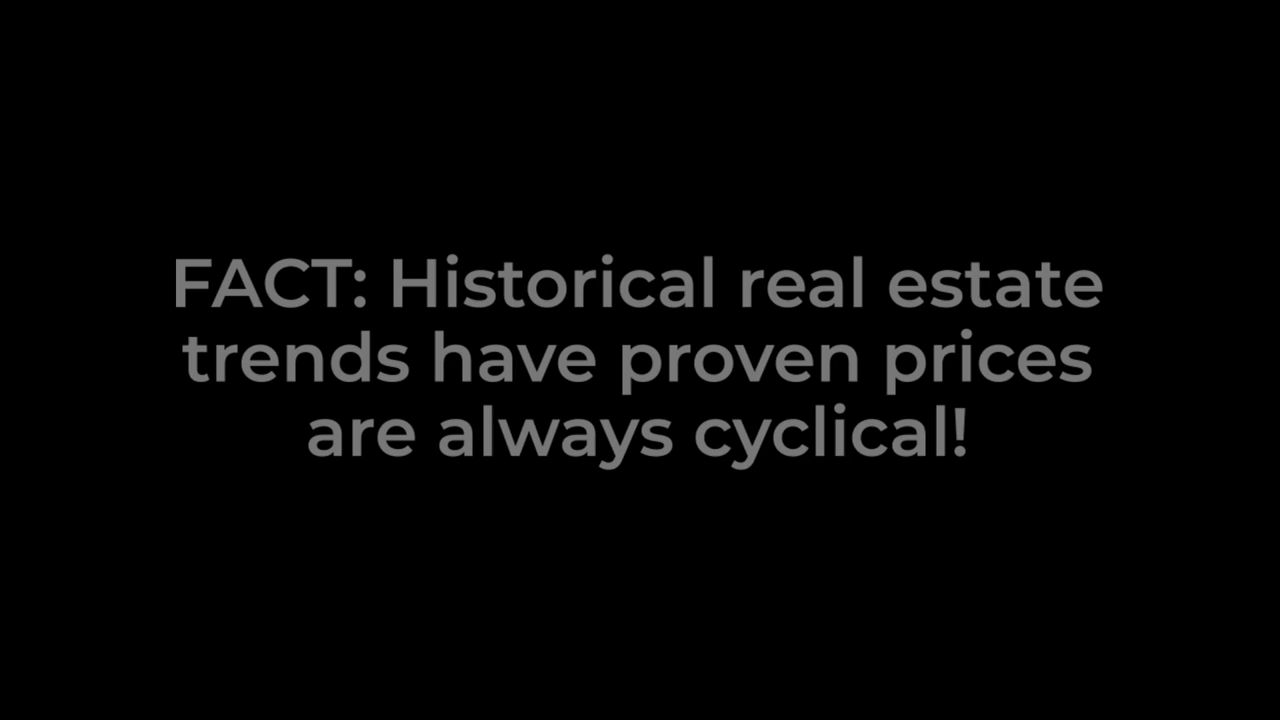 FACT: Historical real estate
trends have proven prices
are always cyclical!